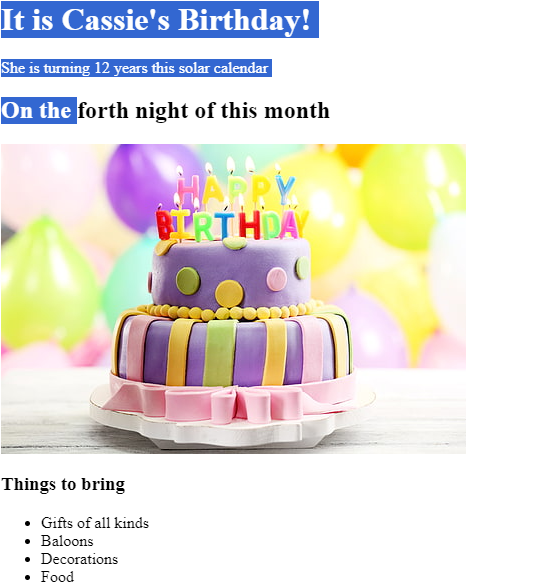 It is Cassie's Birthday!
She is turning 12 years this solar calendar
On the forth night of this month
HAPPY
BIRTHDAY
Things to bring
Gifts of all kinds
Baloons
Decorations
Food